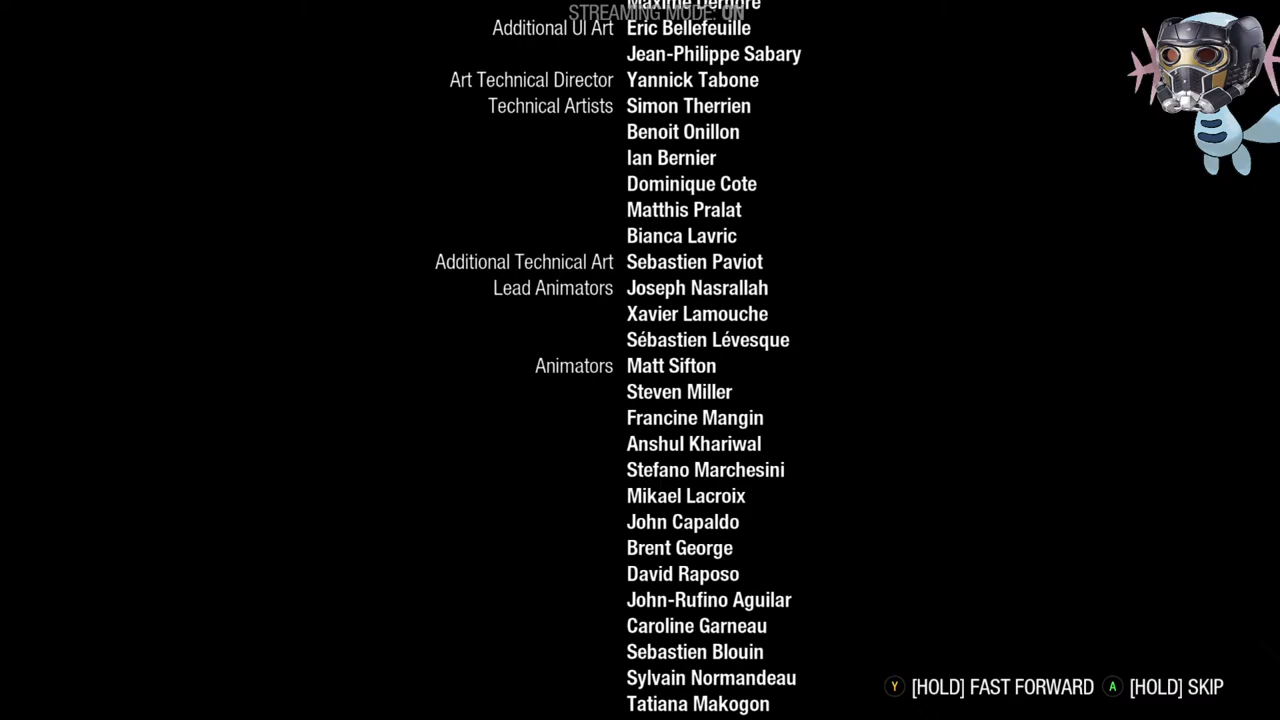 STREAMING MODE: ON
Additional UI Art Eric Bellefeuille
Jean-Philippe Sabary
Art Technical Director Yannick Tabone
Technical Artists Simon Therrien
Benoit Onillon
Ian Bernier
Dominique Cote
Matthis Pralat
Bianca Lavric
Additional Technical Art Sebastien Paviot
Lead Animators Joseph Nasrallah
Xavier Lamouche
Sébastien Lévesque
Animators Matt Sifton
Steven Miller
Francine Mangin
Anshul Khariwal
Stefano Marchesini
Mikael Lacroix
John Capaldo
Brent George
David Raposo
John-Rufino Aguilar
Caroline Garneau
Sebastien Blouin
Sylvain Normandeau
Tatiana Makogon
Y [HOLD] FAST FORWARD A [HOLD] SKIP